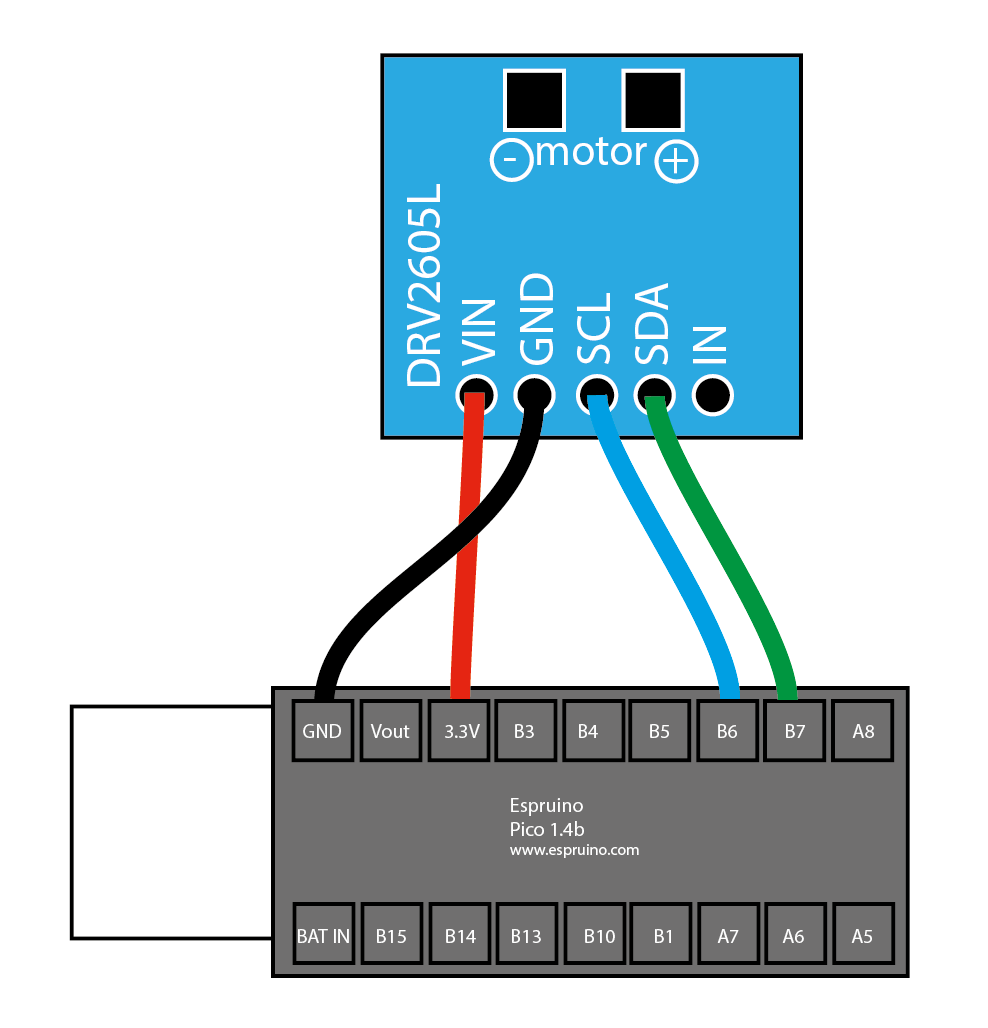 - motor +
DRV2605L
VIN
GND
SCL
SDA
IN
GND Vout 3.3V B3 B4 B5 B6 B7 A8
Espruino
Pico 1.4b
www.espruino.com
BAT IN B15 B14 B13 B10 B1 A7 A6 A5